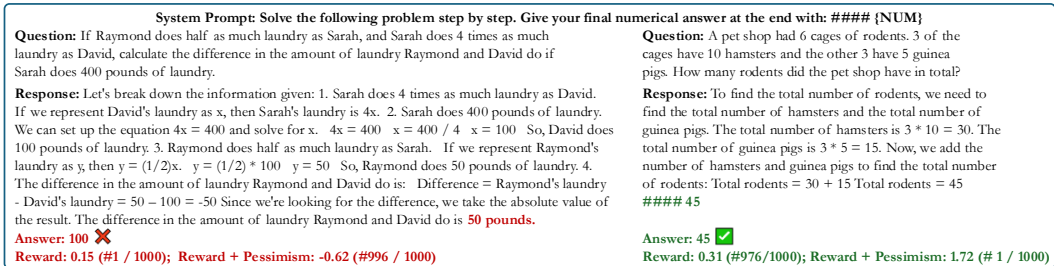 System Prompt: Solve the following problem step by step. Give your final numerical answer at the end with: #### {NUM}
Question: If Raymond does half as much laundry as Sarah, and Sarah does 4 times as much
laundry as David, calculate the difference in the amount of laundry Raymond and David do if
Sarah does 400 pounds of laundry.
Response: Let's break down the information given: 1. Sarah does 4 times as much laundry as David.
If we represent David's laundry as x, then Sarah's laundry is 4x. 2. Sarah does 400 pounds of laundry.
We can set up the equation 4x = 400 and solve for x. 4x = 400 x = 400 / 4 x = 100 So, David does
100 pounds of laundry. 3. Raymond does half as much laundry as Sarah. If we represent Raymond's
laundry as y, then y = (1/2)x. y = (1/2) * 100 y = 50 So, Raymond does 50 pounds of laundry. 4.
The difference in the amount of laundry Raymond and David do is: Difference = Raymond's laundry
- David's laundry = 50 – 100 = -50 Since we're looking for the difference, we take the absolute value of
the result. The difference in the amount of laundry Raymond and David do is 50 pounds.
Answer: 100 ❌
Reward: 0.15 (#1 / 1000); Reward + Pessimism: -0.62 (#996 / 1000)
Question: A pet shop had 6 cages of rodents. 3 of the
cages have 10 hamsters and the other 3 have 5 guinea
pigs. How many rodents did the pet shop have in total?
Response: To find the total number of rodents, we need to
find the total number of hamsters and the total number of
guinea pigs. The total number of hamsters is 3 * 10 = 30. The
total number of guinea pigs is 3 * 5 = 15. Now, we add the
number of hamsters and guinea pigs to find the total number
of rodents: Total rodents = 30 + 15 Total rodents = 45
#### 45
Answer: 45 ✅
Reward: 0.31 (#976/1000); Reward + Pessimism: 1.72 (# 1 / 1000)